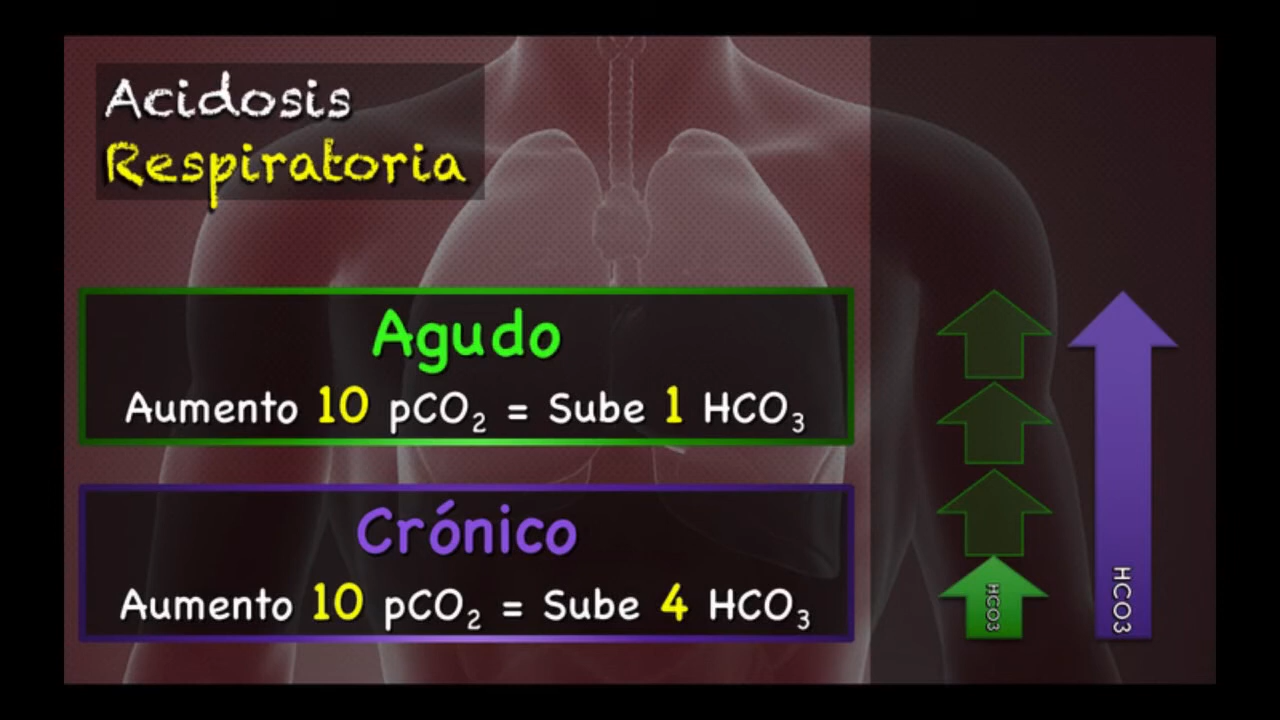 Acidosis
Respiratoria
Agudo
Aumento 10 pCO₂ = Sube 1 HCO₃
Crónico
Aumento 10 pCO₂ = Sube 4 HCO₃
HCO3
HCO3